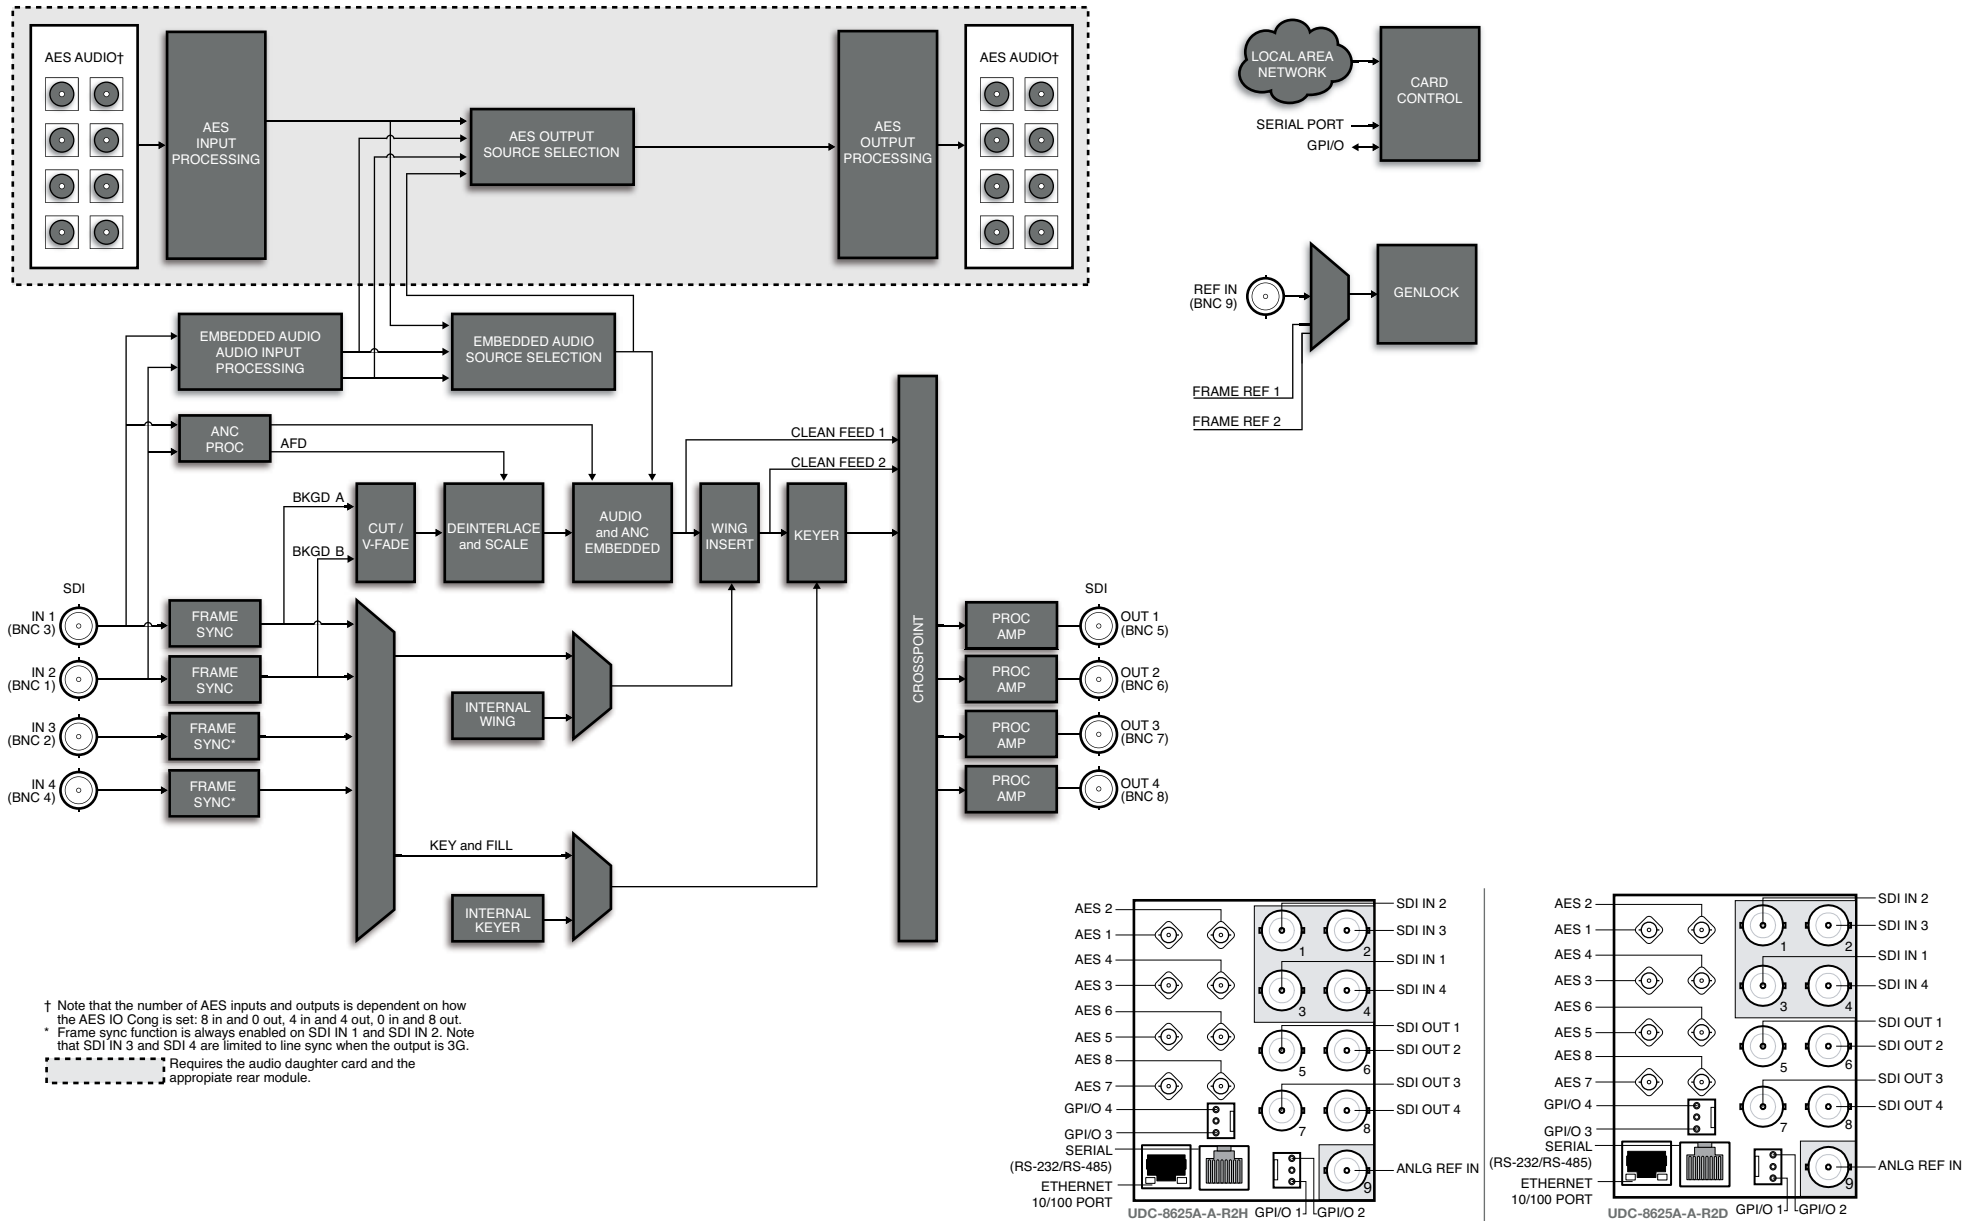 AES AUDIO†
AES
INPUT
PROCESSING
AES OUTPUT
SOURCE SELECTION
AES
OUTPUT
PROCESSING
AES AUDIO†
LOCAL AREA
NETWORK
CARD
CONTROL
SERIAL PORT
GPI/O
REF IN
(BNC 9)
GENLOCK
FRAME REF 1
FRAME REF 2
EMBEDDED AUDIO
AUDIO INPUT
PROCESSING
EMBEDDED AUDIO
SOURCE SELECTION
ANC
PROC
AFD
CLEAN FEED 1
CLEAN FEED 2
BKGD A
BKGD B
CUT /
V-FADE
DEINTERLACE
and SCALE
AUDIO
and ANC
EMBEDDED
WING
INSERT
KEYER
CROSSPOINT
SDI
IN 1
(BNC 3)
FRAME
SYNC
IN 2
(BNC 1)
FRAME
SYNC
IN 3
(BNC 2)
FRAME
SYNC*
IN 4
(BNC 4)
FRAME
SYNC*
INTERNAL
WING
KEY and FILL
INTERNAL
KEYER
SDI
PROC
AMP
OUT 1
(BNC 5)
PROC
AMP
OUT 2
(BNC 6)
PROC
AMP
OUT 3
(BNC 7)
PROC
AMP
OUT 4
(BNC 8)
† Note that the number of AES inputs and outputs is dependent on how
the AES IO Cong is set: 8 in and 0 out, 4 in and 4 out, 0 in and 8 out.
* Frame sync function is always enabled on SDI IN 1 and SDI IN 2. Note
that SDI IN 3 and SDI 4 are limited to line sync when the output is 3G.
Requires the audio daughter card and the
appropiate rear module.
AES 2
AES 1
AES 4
AES 3
AES 6
AES 5
AES 8
AES 7
GPI/O 4
GPI/O 3
SERIAL
(RS-232/RS-485)
ETHERNET
10/100 PORT
1
2
3
4
5
6
7
8
9
SDI IN 2
SDI IN 3
SDI IN 1
SDI IN 4
SDI OUT 1
SDI OUT 2
SDI OUT 3
SDI OUT 4
ANLG REF IN
UDC-8625A-A-R2H
GPI/O 1
GPI/O 2
AES 2
AES 1
AES 4
AES 3
AES 6
AES 5
AES 8
AES 7
GPI/O 4
GPI/O 3
SERIAL
(RS-232/RS-485)
ETHERNET
10/100 PORT
1
2
3
4
5
6
7
8
9
SDI IN 2
SDI IN 3
SDI IN 1
SDI IN 4
SDI OUT 1
SDI OUT 2
SDI OUT 3
SDI OUT 4
ANLG REF IN
UDC-8625A-A-R2D
GPI/O 1
GPI/O 2